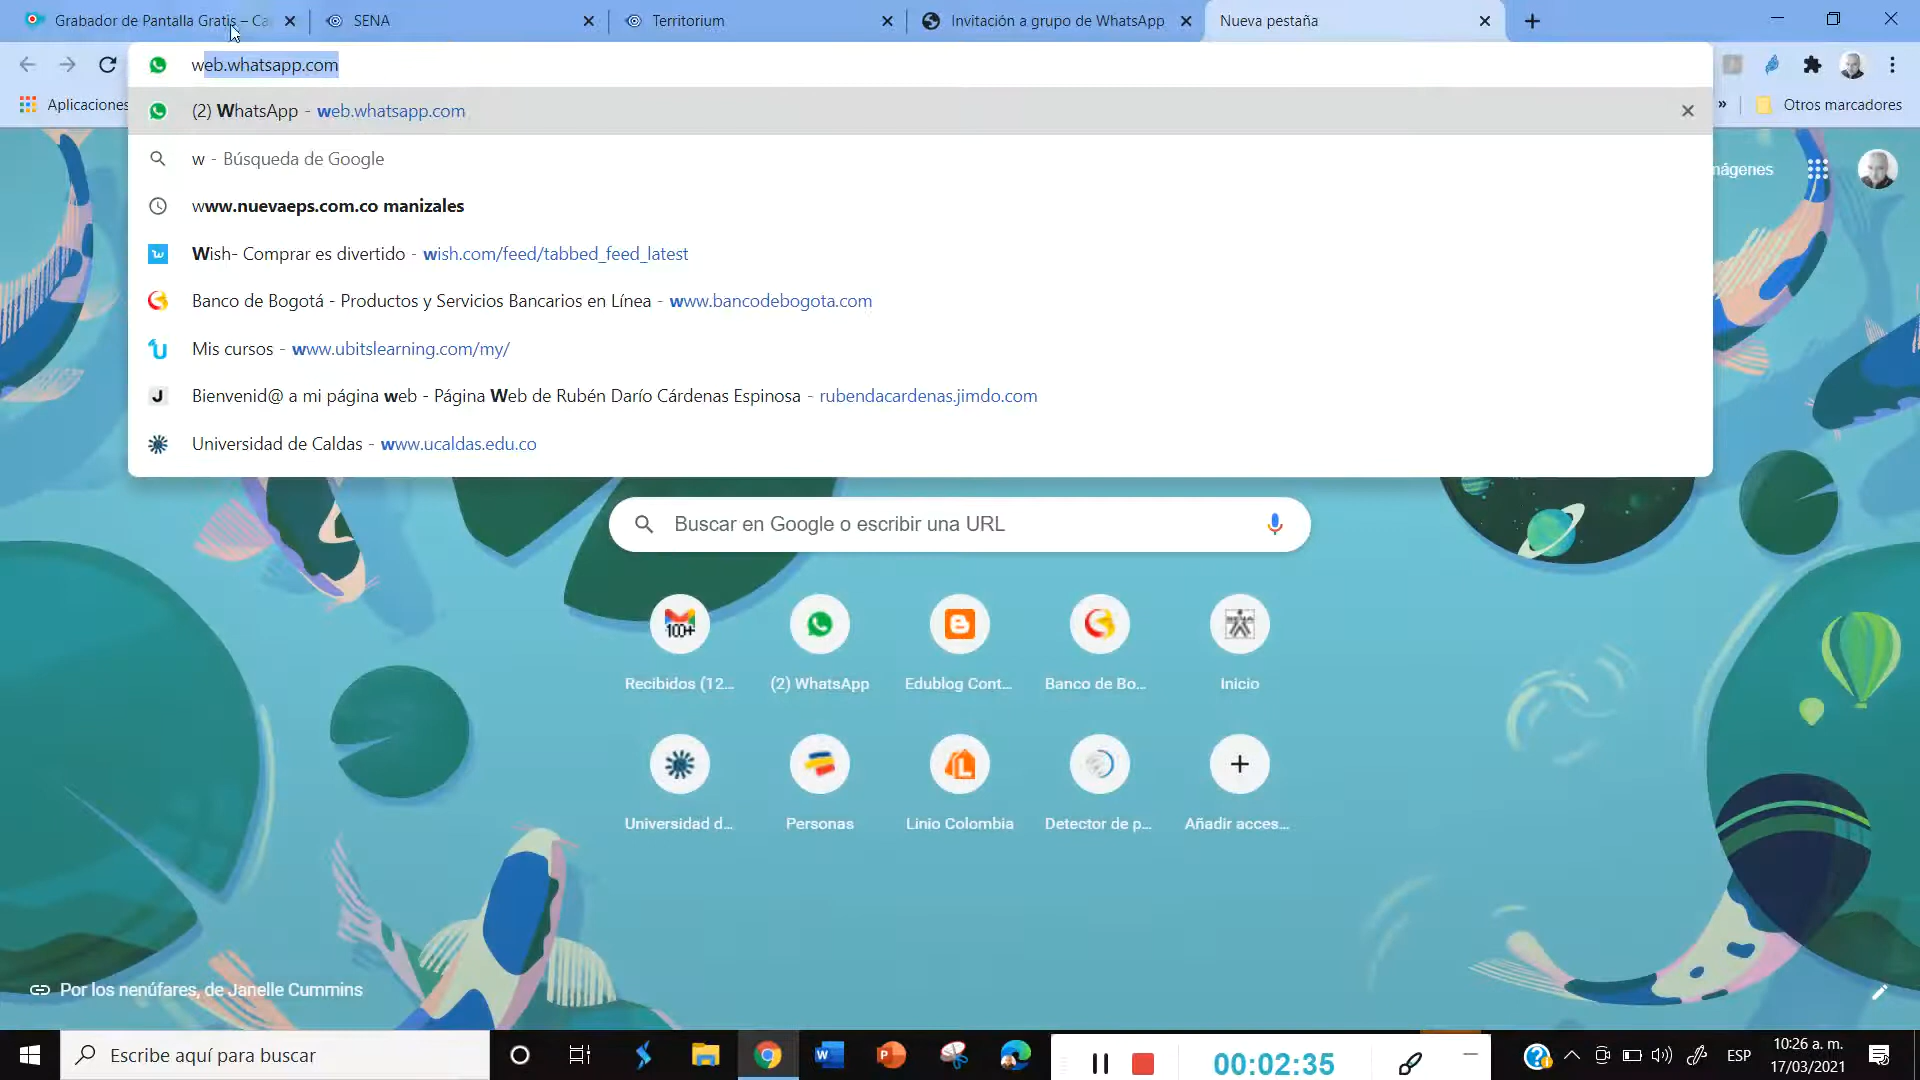 Grabador de Pantalla Gratis – Ca
SENA
Territorium
Invitación a grupo de WhatsApp
Nueva pestaña
web.whatsapp.com
Aplicaciones
Otros marcadores
(2) WhatsApp - web.whatsapp.com
w - Búsqueda de Google
www.nuevaeps.com.co manizales
Wish- Comprar es divertido - wish.com/feed/tabbed_feed_latest
Banco de Bogotá - Productos y Servicios Bancarios en Línea - www.bancodebogota.com
Mis cursos - www.ubitslearning.com/my/
Bienvenid@ a mi página web - Página Web de Rubén Darío Cárdenas Espinosa - rubendacardenas.jimdo.com
Universidad de Caldas - www.ucaldas.edu.co
mágenes
Buscar en Google o escribir una URL
100+
SENA
Recibidos (12...
(2) WhatsApp
Edublog Cont...
Banco de Bo...
Inicio
Universidad d...
Personas
Linio Colombia
Detector de p...
Añadir acces...
Por los nenúfares, de Janelle Cummins
Escribe aquí para buscar
00:02:35
ESP
10:26 a. m.
17/03/2021